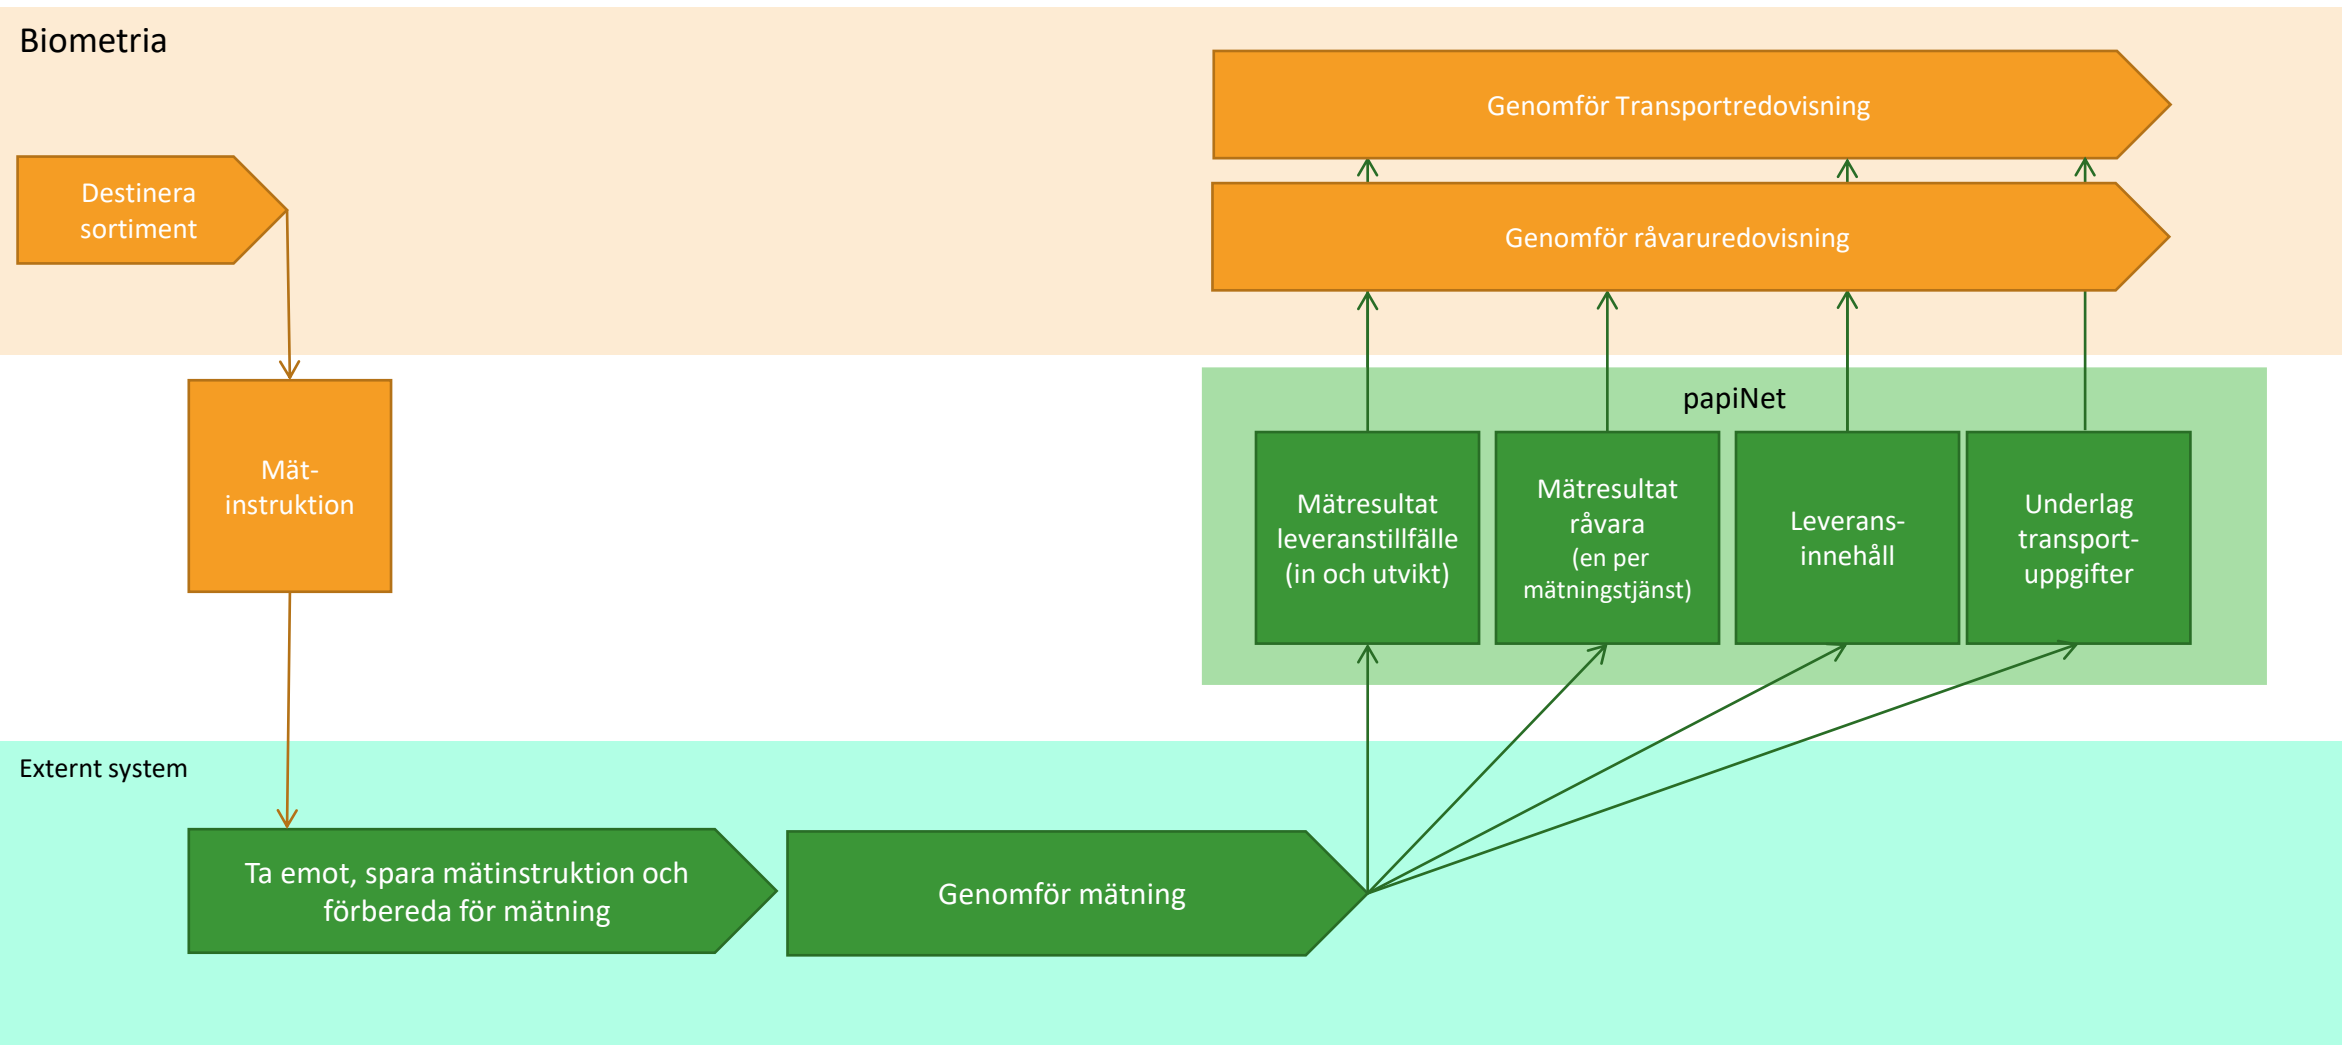 Biometria
Genomför Transportredovisning
Destinera
sortiment
Genomför råvaruredovisning
papiNet
Mät-
instruktion
Mätresultat
leveranstillfälle
(in och utvikt)
Mätresultat
råvara
(en per
mätningstjänst)
Leverans-
innehåll
Underlag
transport-
uppgifter
Externt system
Ta emot, spara mätinstruktion och
förbereda för mätning
Genomför mätning